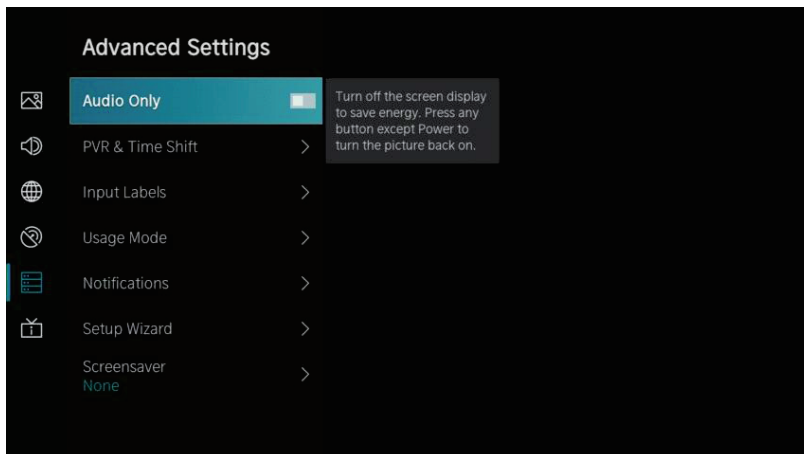 Advanced Settings
Audio Only
Turn off the screen display
to save energy. Press any
button except Power to
turn the picture back on.
PVR & Time Shift
Input Labels
Usage Mode
Notifications
Setup Wizard
Screensaver
None